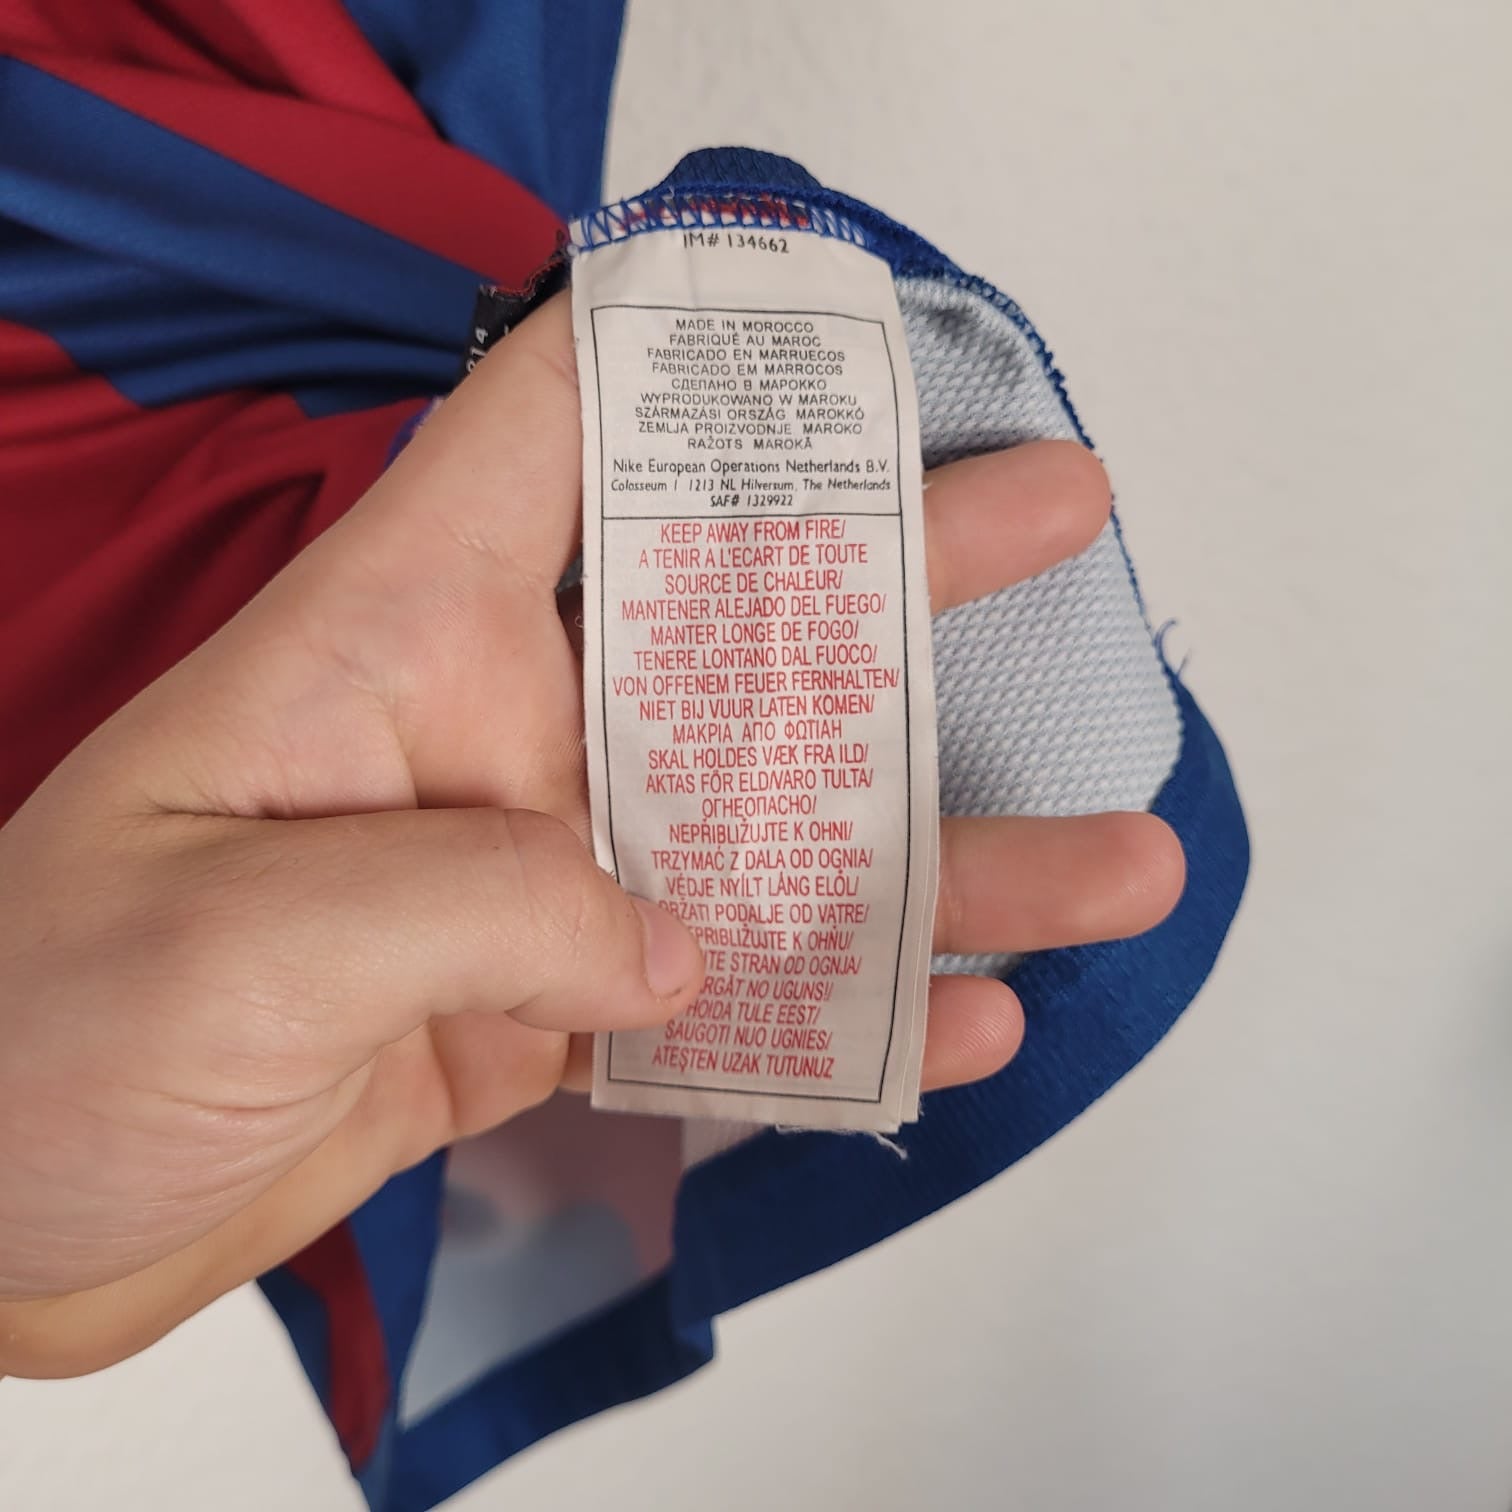 IM# 134662
MADE IN MOROCCO
FABRIQUÉ AU MAROC
FABRICADO EN MARRUECOS
FABRICADO EM MARROCOS
СДЕЛАНО В МАРОККО
WYPRODUKOWANO W MAROKU
SZÁRMAZÁSI ORSZÁG MAROKKÓ
ZEMLJA PROIZVODNJE MAROKO
RAŽOTS MAROKĀ
Nike European Operations Netherlands B.V.
Colosseum 1 1213 NL Hilversum, The Netherlands
SAF# 1329922
KEEP AWAY FROM FIRE/
A TENIR A L'ECART DE TOUTE
SOURCE DE CHALEUR/
MANTENER ALEJADO DEL FUEGO/
MANTER LONGE DE FOGO/
TENERE LONTANO DAL FUOCO/
VON OFFENEM FEUER FERNHALTEN/
NIET BIJ VUUR LATEN KOMEN/
ΜΑΚΡΙΑ ΑΠΟ ΦΩΤΙΑΗ
SKAL HOLDES VÆK FRA ILD/
AKTAS FÖR ELD/VARO TULTA/
ОГНЕОПАСНО/
NEPŘIBLIŽUJTE K OHNI/
TRZYMAĆ Z DALA OD OGNIA/
VÉDJE NYÍLT LÁNG ELŐL/
PODALJE OD VATRE/
K OHŇU/
STRAN OD OGNJA/
NO UGUNS!/
TULE EEST/
SAUGOTI NUO UGNIES/
ATEŞTEN UZAK TUTUNUZ
214